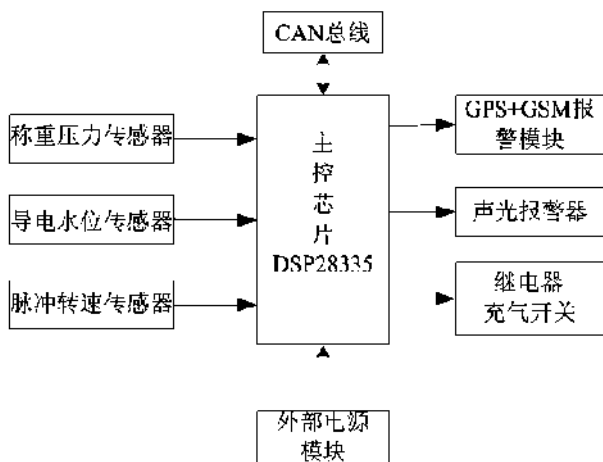 CAN总线
称重压力传感器
导电水位传感器
脉冲转速传感器
主
控
芯
片
DSP28335
GPS+GSM报
警模块
声光报警器
继电器
充气开关
外部电源
模块